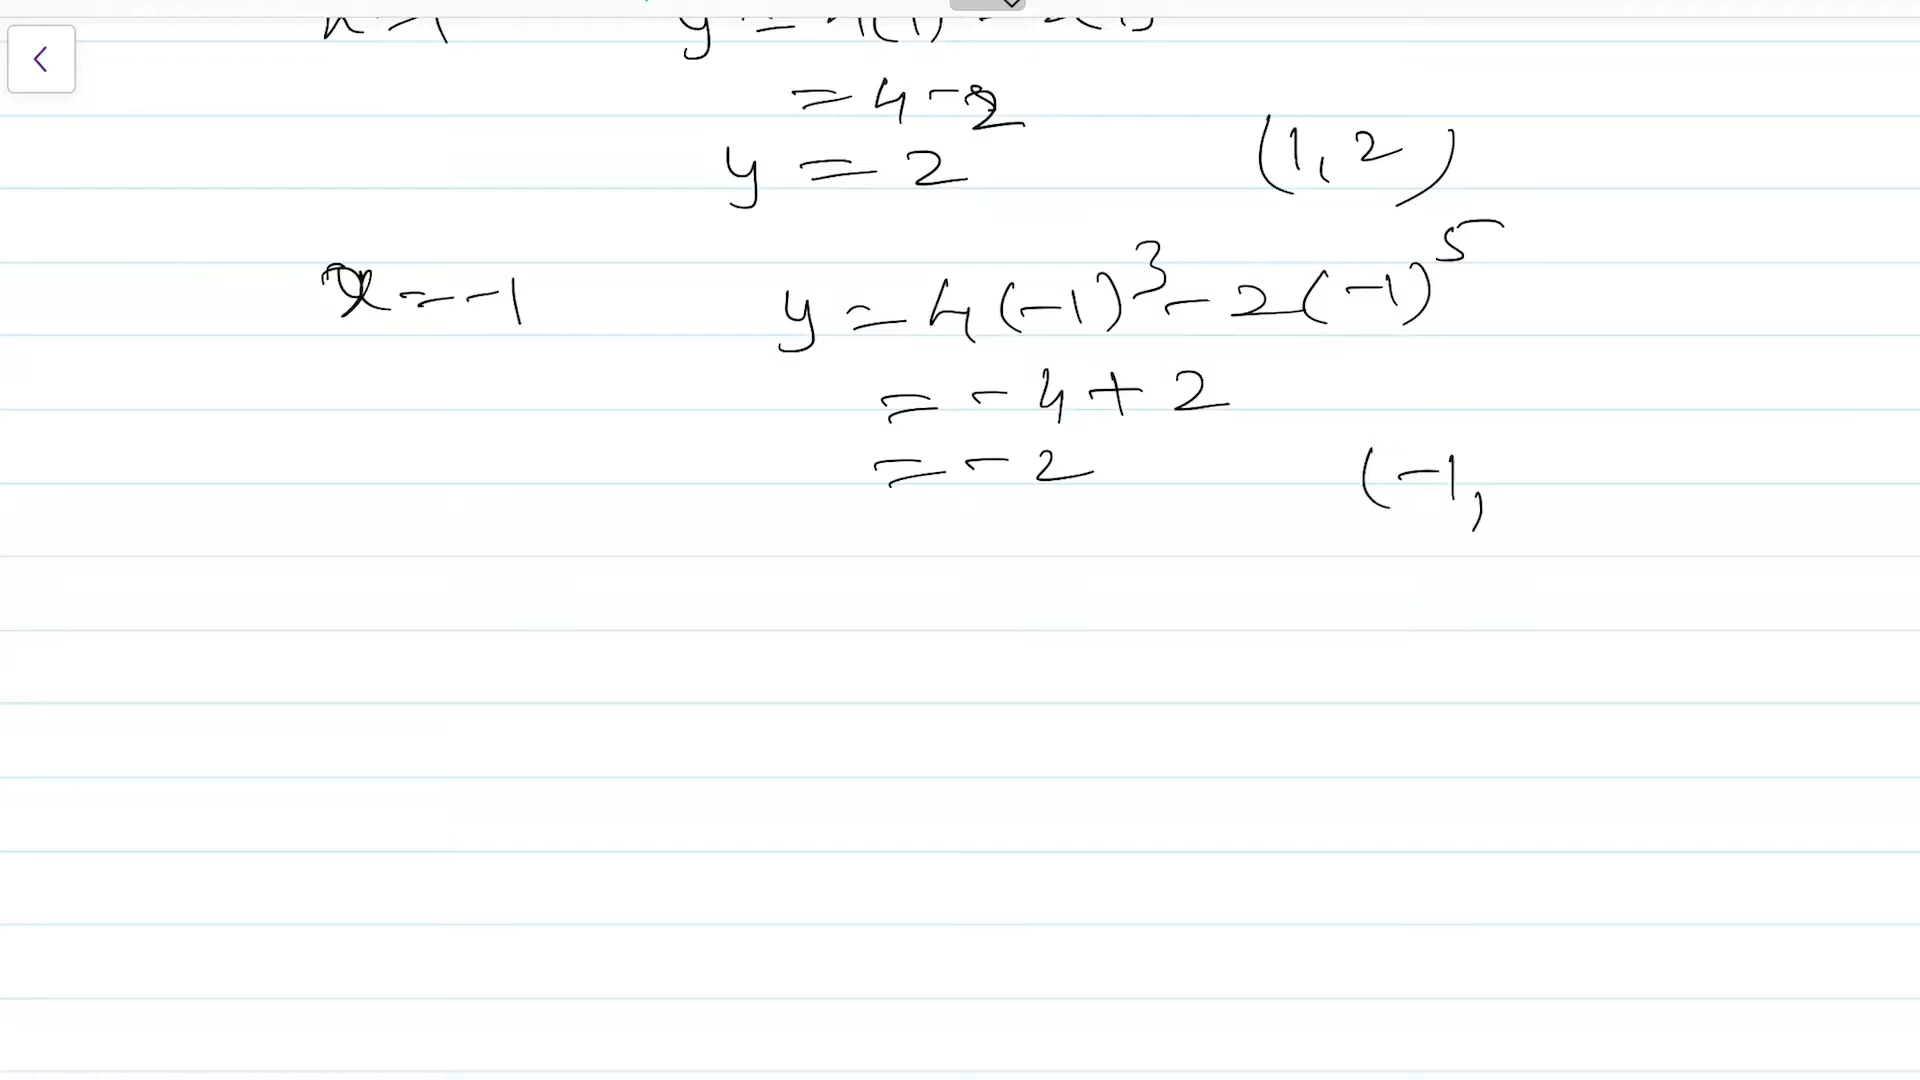 = 4 - 2
y = 2 (1, 2)
x = -1 y = 4(-1)³ - 2(-1)⁵
= -4 + 2
= -2 (-1,